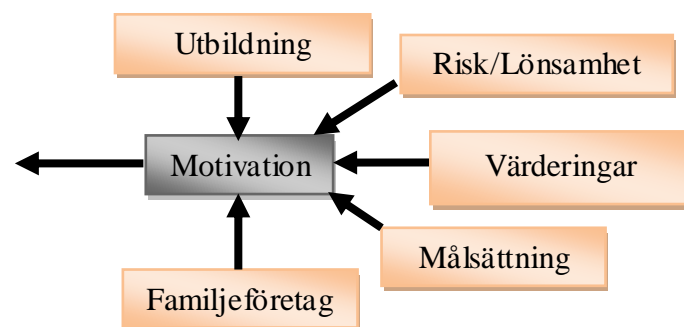 Utbildning
Risk/Lönsamhet
Motivation
Värderingar
Målsättning
Familjeföretag